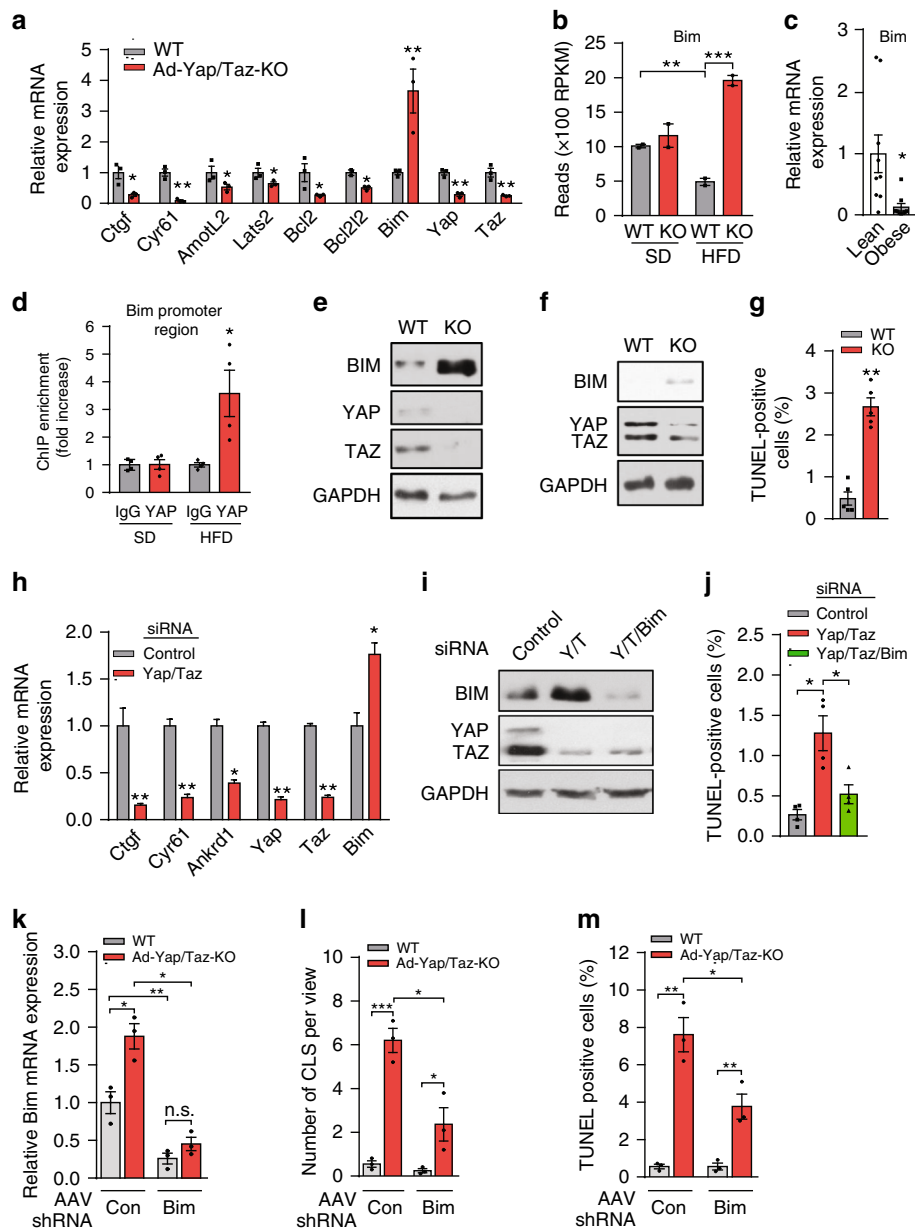 a
WT
Ad-Yap/Taz-KO
Relative mRNA
expression
5
4
3
2
1
0
*
**
*
*
*
*
**
**
**
Ctgf
Cyr61
AmotL2
Lats2
Bcl2
Bcl2l2
Bim
Yap
Taz
b
Bim
Reads (×100 RPKM)
25
20
15
10
5
0
**
***
WT KO WT KO
SD HFD
c
Bim
Relative mRNA
expression
3
2
1
0
*
Lean
Obese
d
Bim promoter
region
ChIP enrichment
(fold increase)
6
5
4
3
2
1
0
*
IgG YAP IgG YAP
SD HFD
e
WT KO
BIM
YAP
TAZ
GAPDH
f
WT KO
BIM
YAP
TAZ
GAPDH
g
WT
KO
TUNEL-positive
cells (%)
4
3
2
1
0
**
h
siRNA
Control
Yap/Taz
Relative mRNA
expression
2.0
1.5
1.0
0.5
0.0
**
**
*
**
**
*
Ctgf
Cyr61
Ankrd1
Yap
Taz
Bim
i
siRNA
Control
Y/T
Y/T/Bim
BIM
YAP
TAZ
GAPDH
j
siRNA
Control
Yap/Taz
Yap/Taz/Bim
TUNEL-positive cells (%)
2.0
1.5
1.0
0.5
0.0
*
*
k
WT
Ad-Yap/Taz-KO
Relative Bim mRNA expression
3.0
2.5
2.0
1.5
1.0
0.5
0.0
*
**
*
n.s.
AAV
shRNA
Con Bim
l
WT
Ad-Yap/Taz-KO
Number of CLS per view
10
8
6
4
2
0
***
*
*
AAV
shRNA
Con Bim
m
WT
Ad-Yap/Taz-KO
TUNEL positive cells (%)
12
10
8
6
4
2
0
**
*
**
AAV
shRNA
Con Bim